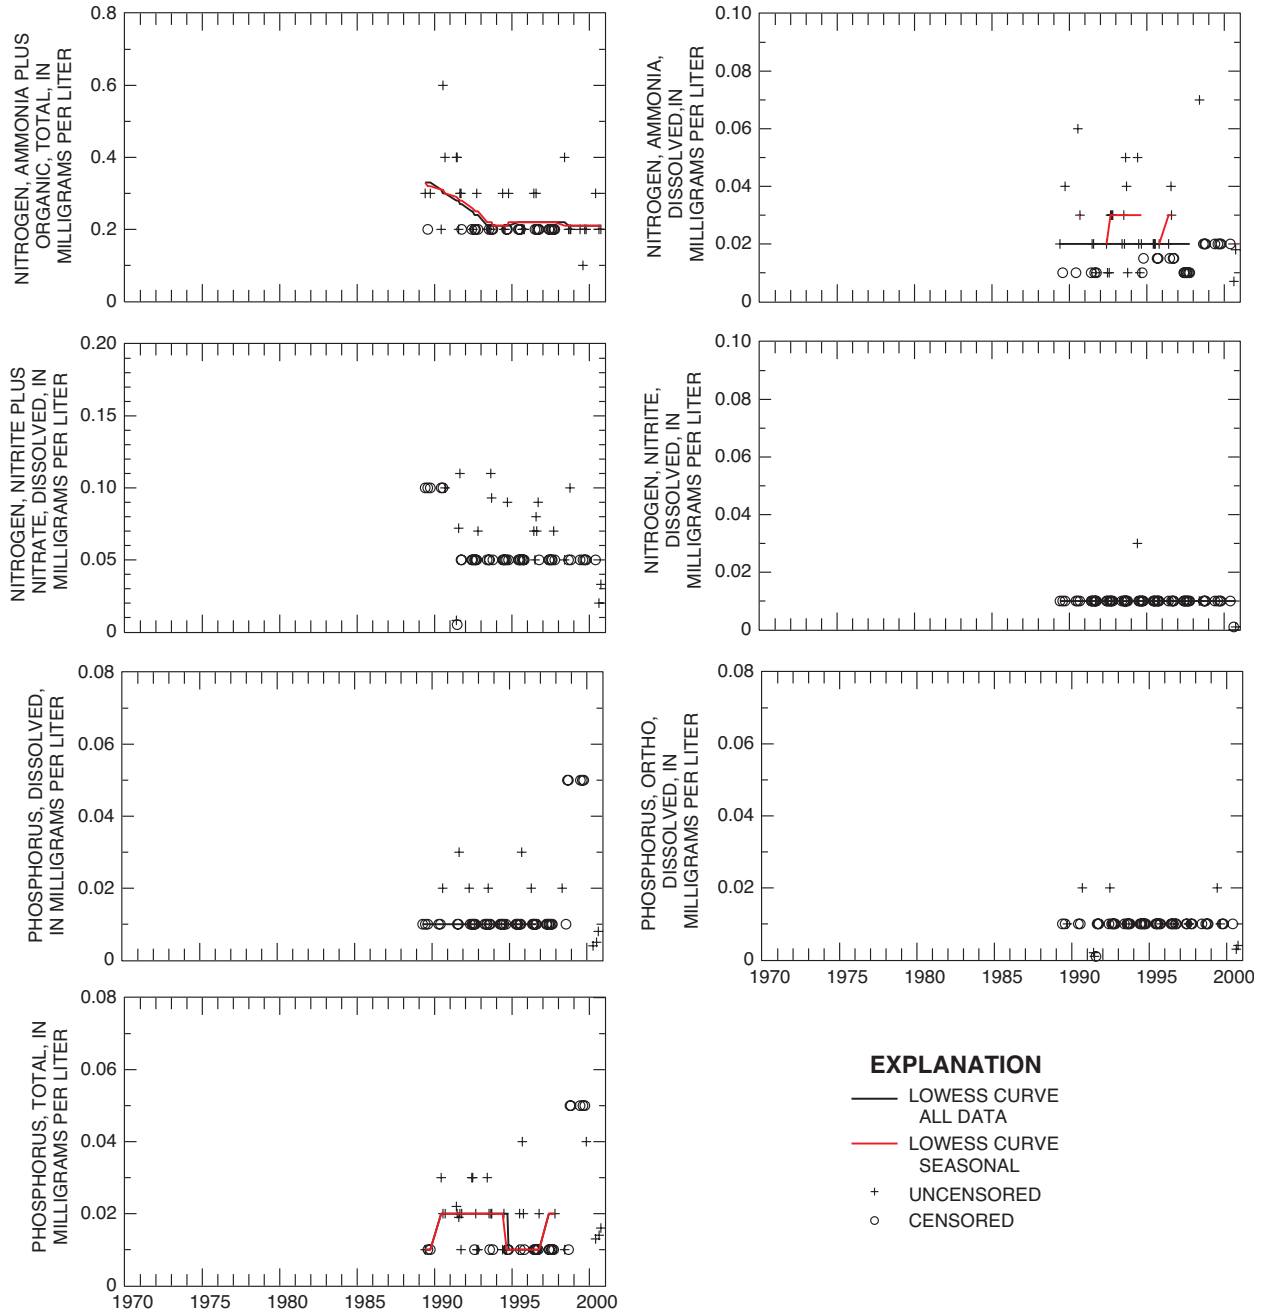 NITROGEN, AMMONIA PLUS
ORGANIC, TOTAL, IN
MILLIGRAMS PER LITER
0.8
0.6
0.4
0.2
0
NITROGEN, AMMONIA,
DISSOLVED,IN
MILLIGRAMS PER LITER
0.10
0.08
0.06
0.04
0.02
0
NITROGEN, NITRITE PLUS
NITRATE, DISSOLVED, IN
MILLIGRAMS PER LITER
0.20
0.15
0.10
0.05
0
NITROGEN, NITRITE,
DISSOLVED, IN
MILLIGRAMS PER LITER
0.10
0.08
0.06
0.04
0.02
0
PHOSPHORUS, DISSOLVED,
IN MILLIGRAMS PER LITER
0.08
0.06
0.04
0.02
0
PHOSPHORUS, ORTHO,
DISSOLVED, IN
MILLIGRAMS PER LITER
0.08
0.06
0.04
0.02
0
1970 1975 1980 1985 1990 1995 2000
PHOSPHORUS, TOTAL, IN
MILLIGRAMS PER LITER
0.08
0.06
0.04
0.02
0
1970 1975 1980 1985 1990 1995 2000
EXPLANATION
LOWESS CURVE
ALL DATA
LOWESS CURVE
SEASONAL
UNCENSORED
CENSORED